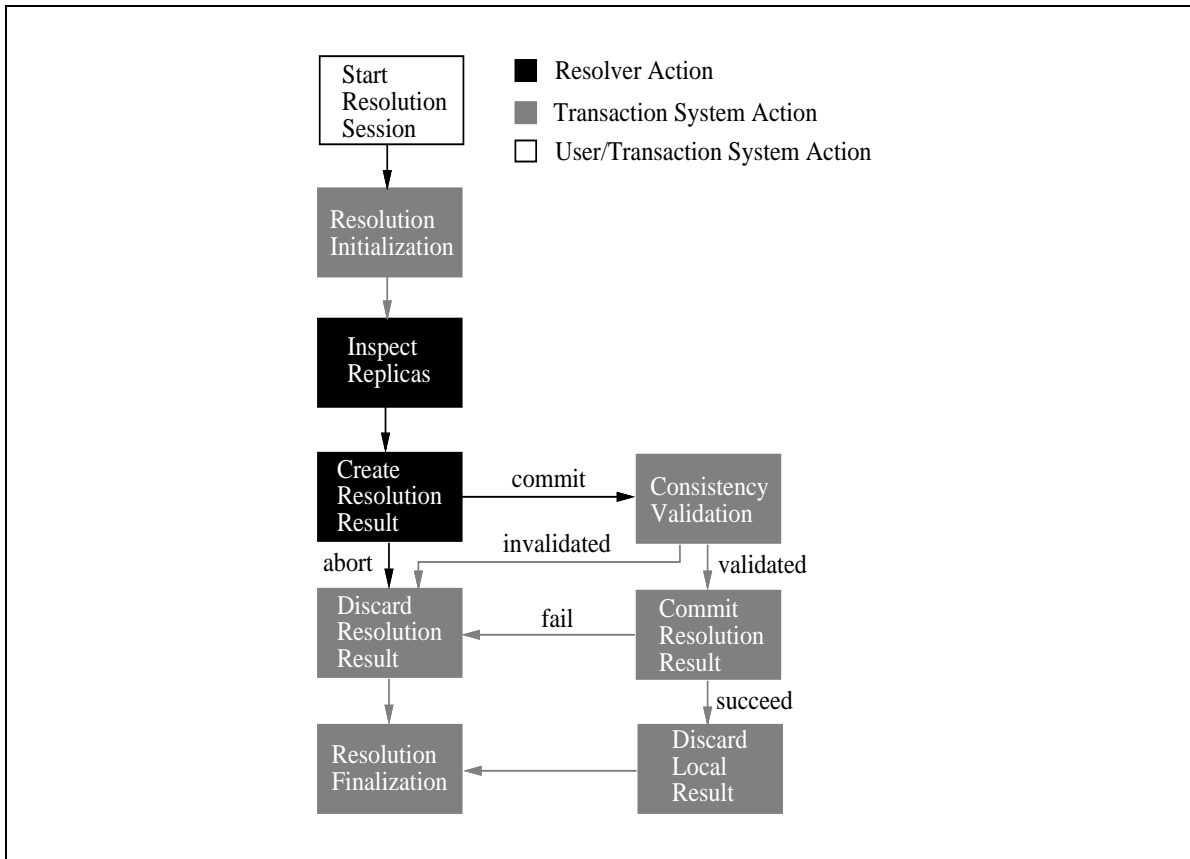 Start
Resolution
Session
Resolver Action
Transaction System Action
User/Transaction System Action
Resolution
Initialization
Inspect
Replicas
Create
Resolution
Result
commit
Consistency
Validation
invalidated
abort
validated
Discard
Resolution
Result
fail
Commit
Resolution
Result
succeed
Resolution
Finalization
Discard
Local
Result